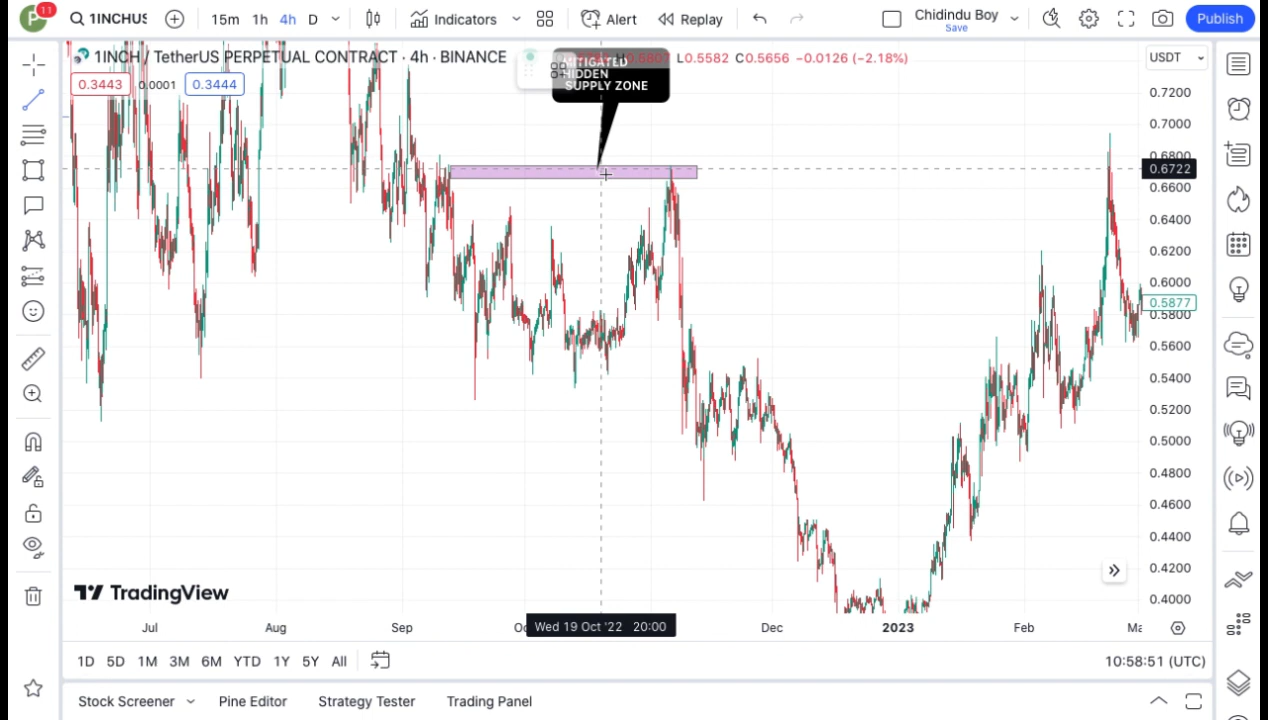 P 11 1INCHUS 15m 1h 4h D Indicators Alert Replay Chidindu Boy Save Publish
1INCH / TetherUS PERPETUAL CONTRACT · 4h · BINANCE L0.5582 C0.5656 −0.0126 (−2.18%) USDT
0.3443 0.0001 0.3444
MITIGATED
HIDDEN
SUPPLY ZONE
0.7200
0.7000
0.6800
0.6722
0.6600
0.6400
0.6200
0.6000
0.5877
0.5800
0.5600
0.5400
0.5200
0.5000
0.4800
0.4600
0.4400
0.4200
0.4000
TradingView
Jul Aug Sep Wed 19 Oct '22 20:00 Dec 2023 Feb
1D 5D 1M 3M 6M YTD 1Y 5Y All 10:58:51 (UTC)
Stock Screener Pine Editor Strategy Tester Trading Panel